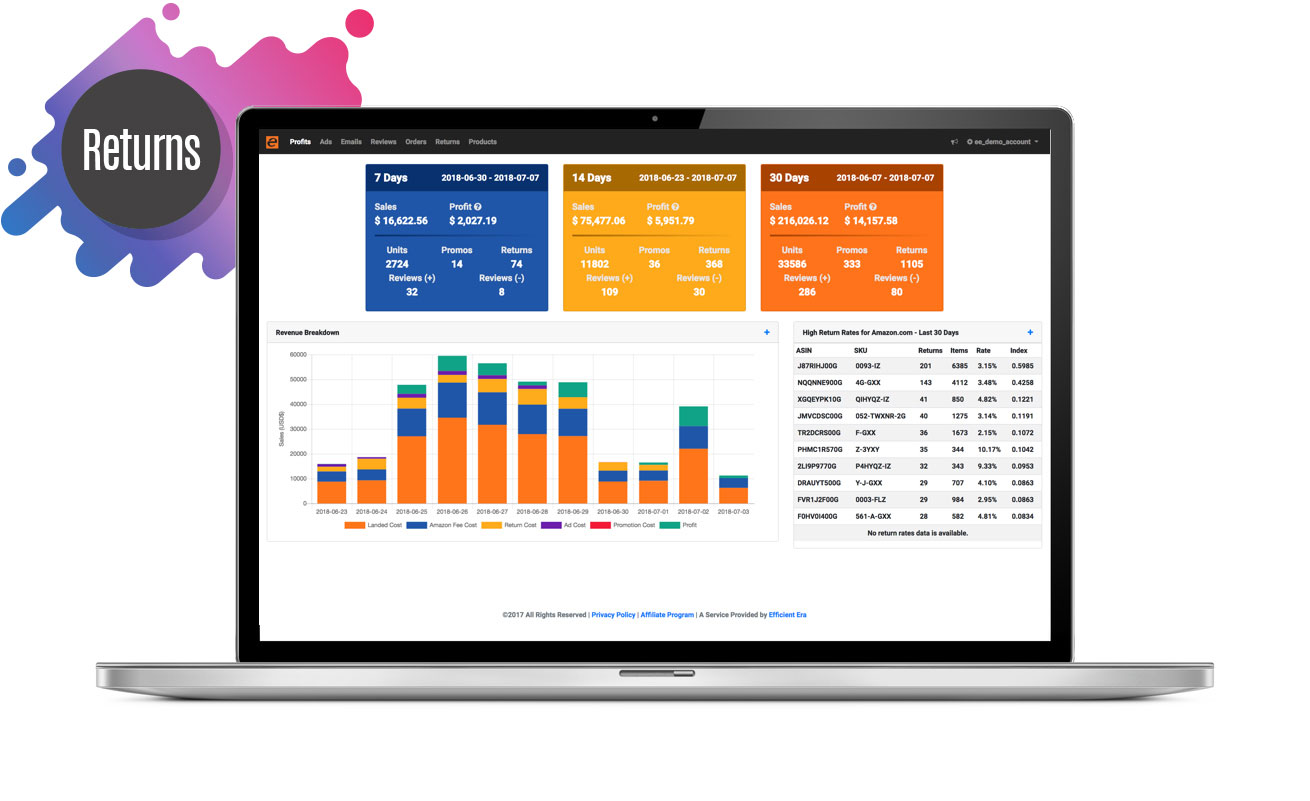 Returns
Profits Ads Emails Reviews Orders Returns Products ee_demo_account
7 Days 2018-06-30 - 2018-07-07
Sales Profit
$ 16,622.56 $ 2,027.19
Units Promos Returns
2724 14 74
Reviews (+) Reviews (-)
32 8
14 Days 2018-06-23 - 2018-07-07
Sales Profit
$ 75,477.06 $ 5,951.79
Units Promos Returns
11802 36 368
Reviews (+) Reviews (-)
109 30
30 Days 2018-06-07 - 2018-07-07
Sales Profit
$ 216,026.12 $ 14,157.58
Units Promos Returns
33586 333 1105
Reviews (+) Reviews (-)
286 80
Revenue Breakdown +
Sales (USD$)
60000
50000
40000
30000
20000
10000
0
2018-06-23 2018-06-24 2018-06-25 2018-06-26 2018-06-27 2018-06-28 2018-06-29 2018-06-30 2018-07-01 2018-07-02 2018-07-03
Landed Cost Amazon Fee Cost Return Cost Ad Cost Promotion Cost Profit
High Return Rates for Amazon.com - Last 30 Days +
ASIN SKU Returns Items Rate Index
J87RIHJ00G 0093-IZ 201 6385 3.15% 0.5985
NQQNNE900G 4G-GXX 143 4112 3.48% 0.4258
XGQEYPK10G QIHYQZ-IZ 41 850 4.82% 0.1221
JMVCDSC00G 052-TWXNR-2G 40 1275 3.14% 0.1191
TR2DCRS00G F-GXX 36 1673 2.15% 0.1072
PHMC1R570G Z-3YXY 35 344 10.17% 0.1042
2LI9P9770G P4HYQZ-IZ 32 343 9.33% 0.0953
DRAUYT500G Y-J-GXX 29 707 4.10% 0.0863
FVR1J2F00G 0003-FLZ 29 984 2.95% 0.0863
F0HV0I400G 561-A-GXX 28 582 4.81% 0.0834
No return rates data is available.
©2017 All Rights Reserved | Privacy Policy | Affiliate Program | A Service Provided by Efficient Era